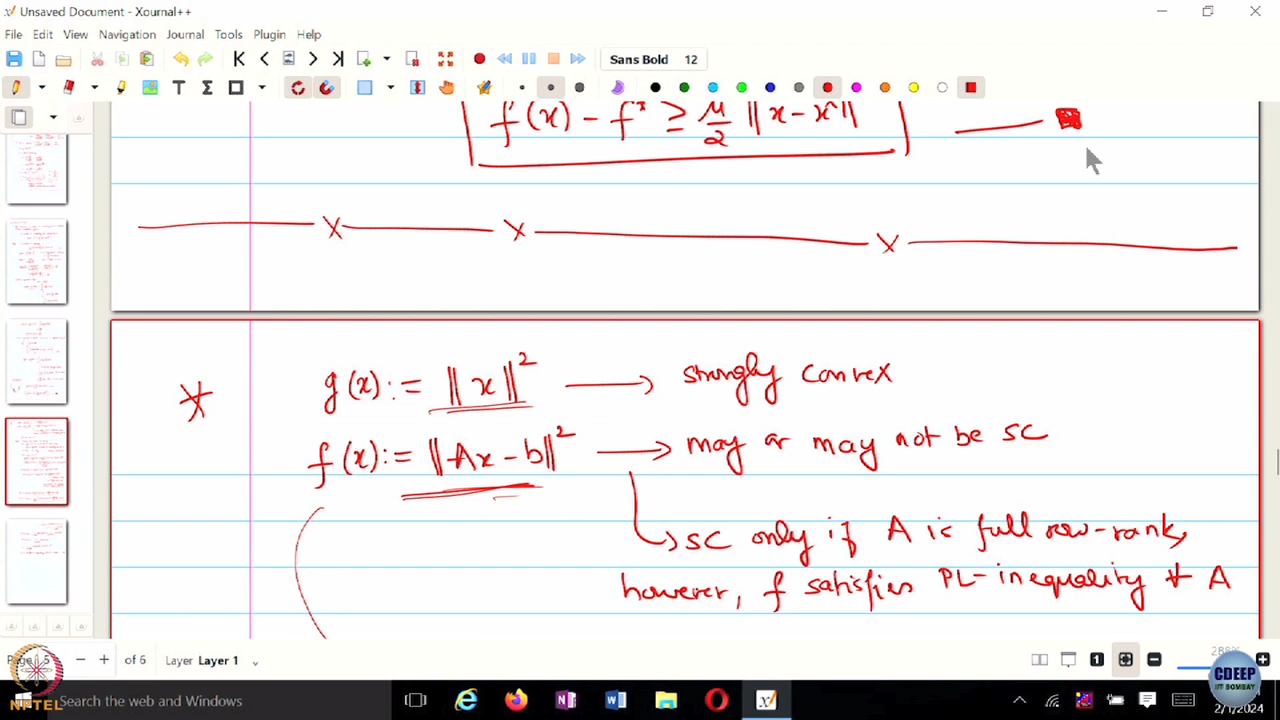 Unsaved Document - Xournal++
File Edit View Navigation Journal Tools Plugin Help
Sans Bold 12
f(x) - f* ≥ μ/2 ||x - x*||
g(x) := ||x||² → strongly convex
f(x) := ||Ax - b||² → may or may not be SC
→ SC only if A is full row-rank,
however, f satisfies PL-inequality ∀ A
Page 5 of 6 Layer Layer 1 288%
Search the web and Windows
NPTEL
CDEEP
IIT BOMBAY
2/1/2024